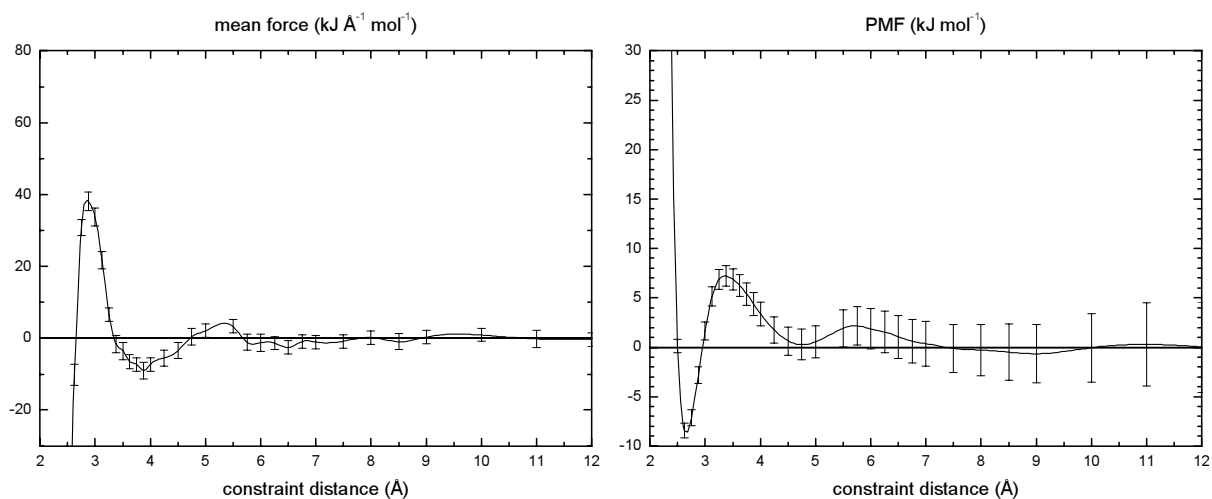 mean force (kJ Å⁻¹ mol⁻¹)
80
60
40
20
0
-20
2 3 4 5 6 7 8 9 10 11 12
constraint distance (Å)
PMF (kJ mol⁻¹)
30
25
20
15
10
5
0
-5
-10
2 3 4 5 6 7 8 9 10 11 12
constraint distance (Å)